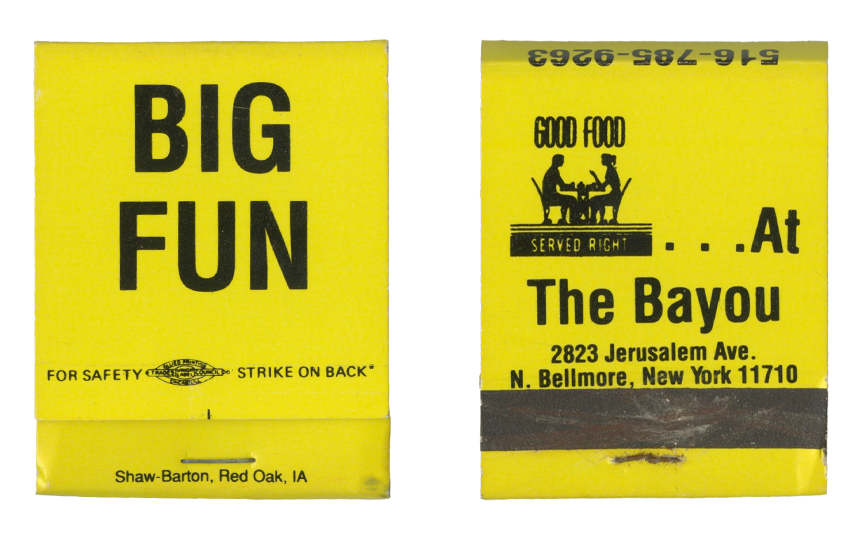 BIG
FUN
FOR SAFETY STRIKE ON BACK*
Shaw-Barton, Red Oak, IA
516-785-9263
GOOD FOOD
SERVED RIGHT
. . .At
The Bayou
2823 Jerusalem Ave.
N. Bellmore, New York 11710